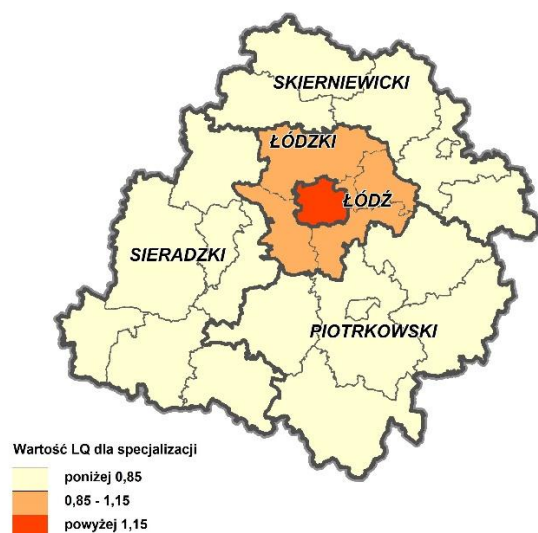 SKIERNIEWICKI
ŁÓDZKI
ŁÓDŹ
SIERADZKI
PIOTRKOWSKI
Wartość LQ dla specjalizacji
poniżej 0,85
0,85 - 1,15
powyżej 1,15